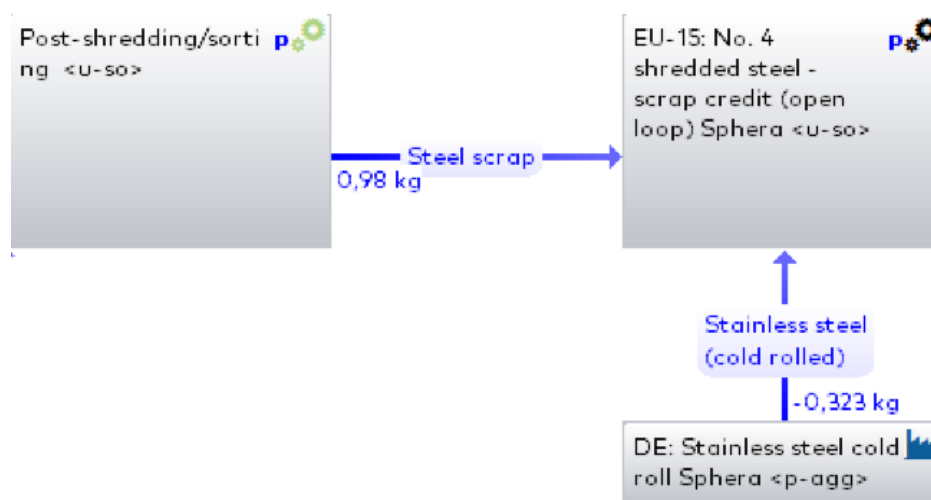 Post-shredding/sorti p
ng <u-so>
EU-15: No. 4 p
shredded steel -
scrap credit (open
loop) Sphera <u-so>
Steel scrap
0,98 kg
Stainless steel
(cold rolled)
-0,323 kg
DE: Stainless steel cold
roll Sphera <p-agg>